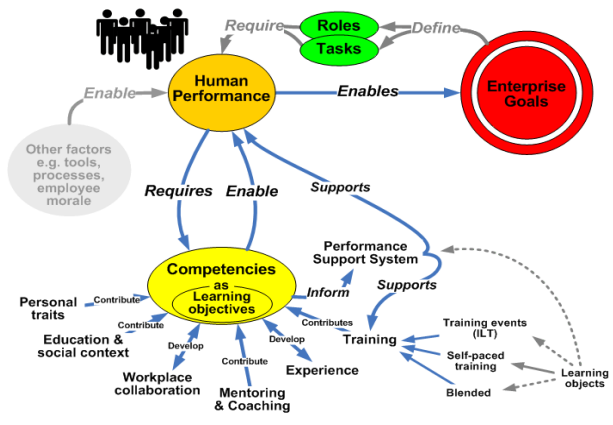 Require
Roles
Tasks
Define
Human
Performance
Enables
Enterprise
Goals
Enable
Other factors
e.g. tools,
processes,
employee
morale
Requires
Enable
Supports
Performance
Support System
Supports
Competencies
as
Learning
objectives
Inform
Personal
traits
Contribute
Contribute
Education &
social context
Develop
Workplace
collaboration
Contribute
Mentoring
& Coaching
Develop
Experience
Contributes
Training
Training events
(ILT)
Self-paced
training
Blended
Learning
objects